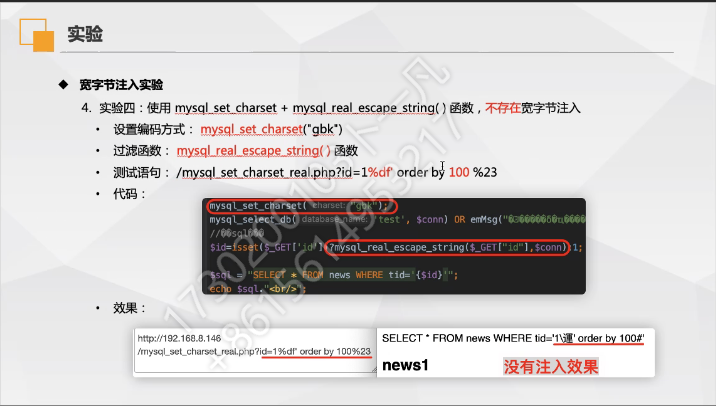 实验
◆ 宽字节注入实验
4. 实验四：使用 mysql_set_charset + mysql_real_escape_string( ) 函数，不存在宽字节注入
• 设置编码方式： mysql_set_charset("gbk")
• 过滤函数： mysql_real_escape_string( ) 函数
• 测试语句： /mysql_set_charset_real.php?id=1%df' order by 100 %23
• 代码：
mysql_set_charset( charset: "gbk");
mysql_select_db( database_name: 'test', $conn) OR emMsg("
$id=isset($_GET['id'])?mysql_real_escape_string($_GET["id"],$conn):1;
$sql = "SELECT * FROM news WHERE tid='{$id}'";
echo $sql."<br/>";
• 效果：
http://192.168.8.146
/mysql_set_charset_real.php?id=1%df' order by 100%23
SELECT * FROM news WHERE tid='1\運' order by 100#'
news1
没有注入效果